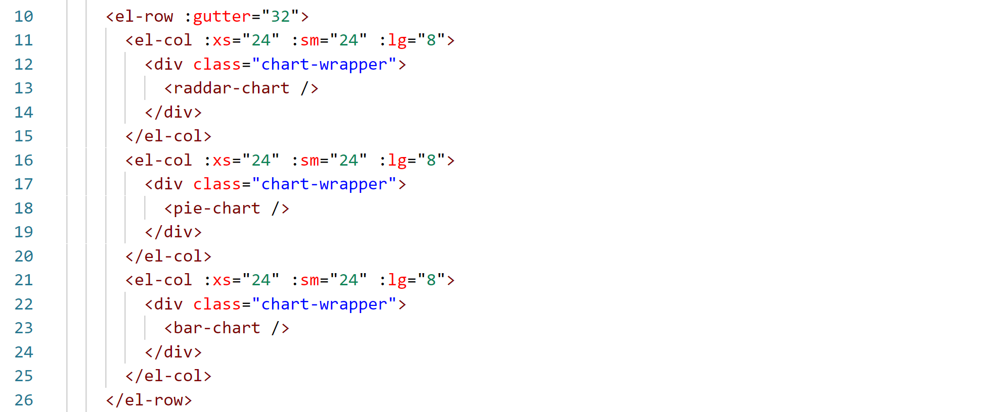 10 <el-row :gutter="32">
11 <el-col :xs="24" :sm="24" :lg="8">
12 <div class="chart-wrapper">
13 <raddar-chart />
14 </div>
15 </el-col>
16 <el-col :xs="24" :sm="24" :lg="8">
17 <div class="chart-wrapper">
18 <pie-chart />
19 </div>
20 </el-col>
21 <el-col :xs="24" :sm="24" :lg="8">
22 <div class="chart-wrapper">
23 <bar-chart />
24 </div>
25 </el-col>
26 </el-row>